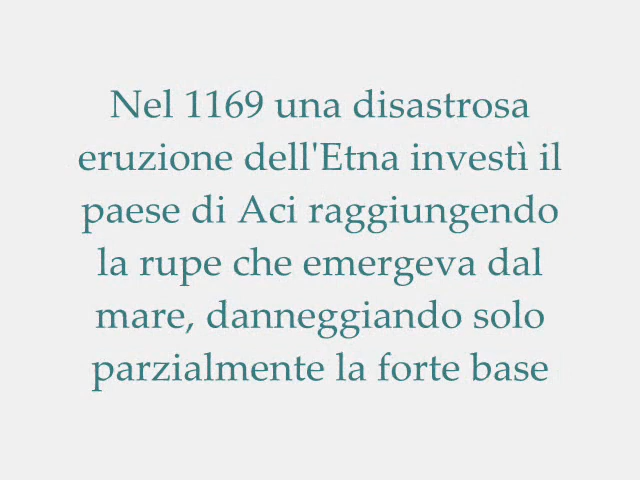 Nel 1169 una disastrosa
eruzione dell'Etna investì il
paese di Aci raggiungendo
la rupe che emergeva dal
mare, danneggiando solo
parzialmente la forte base